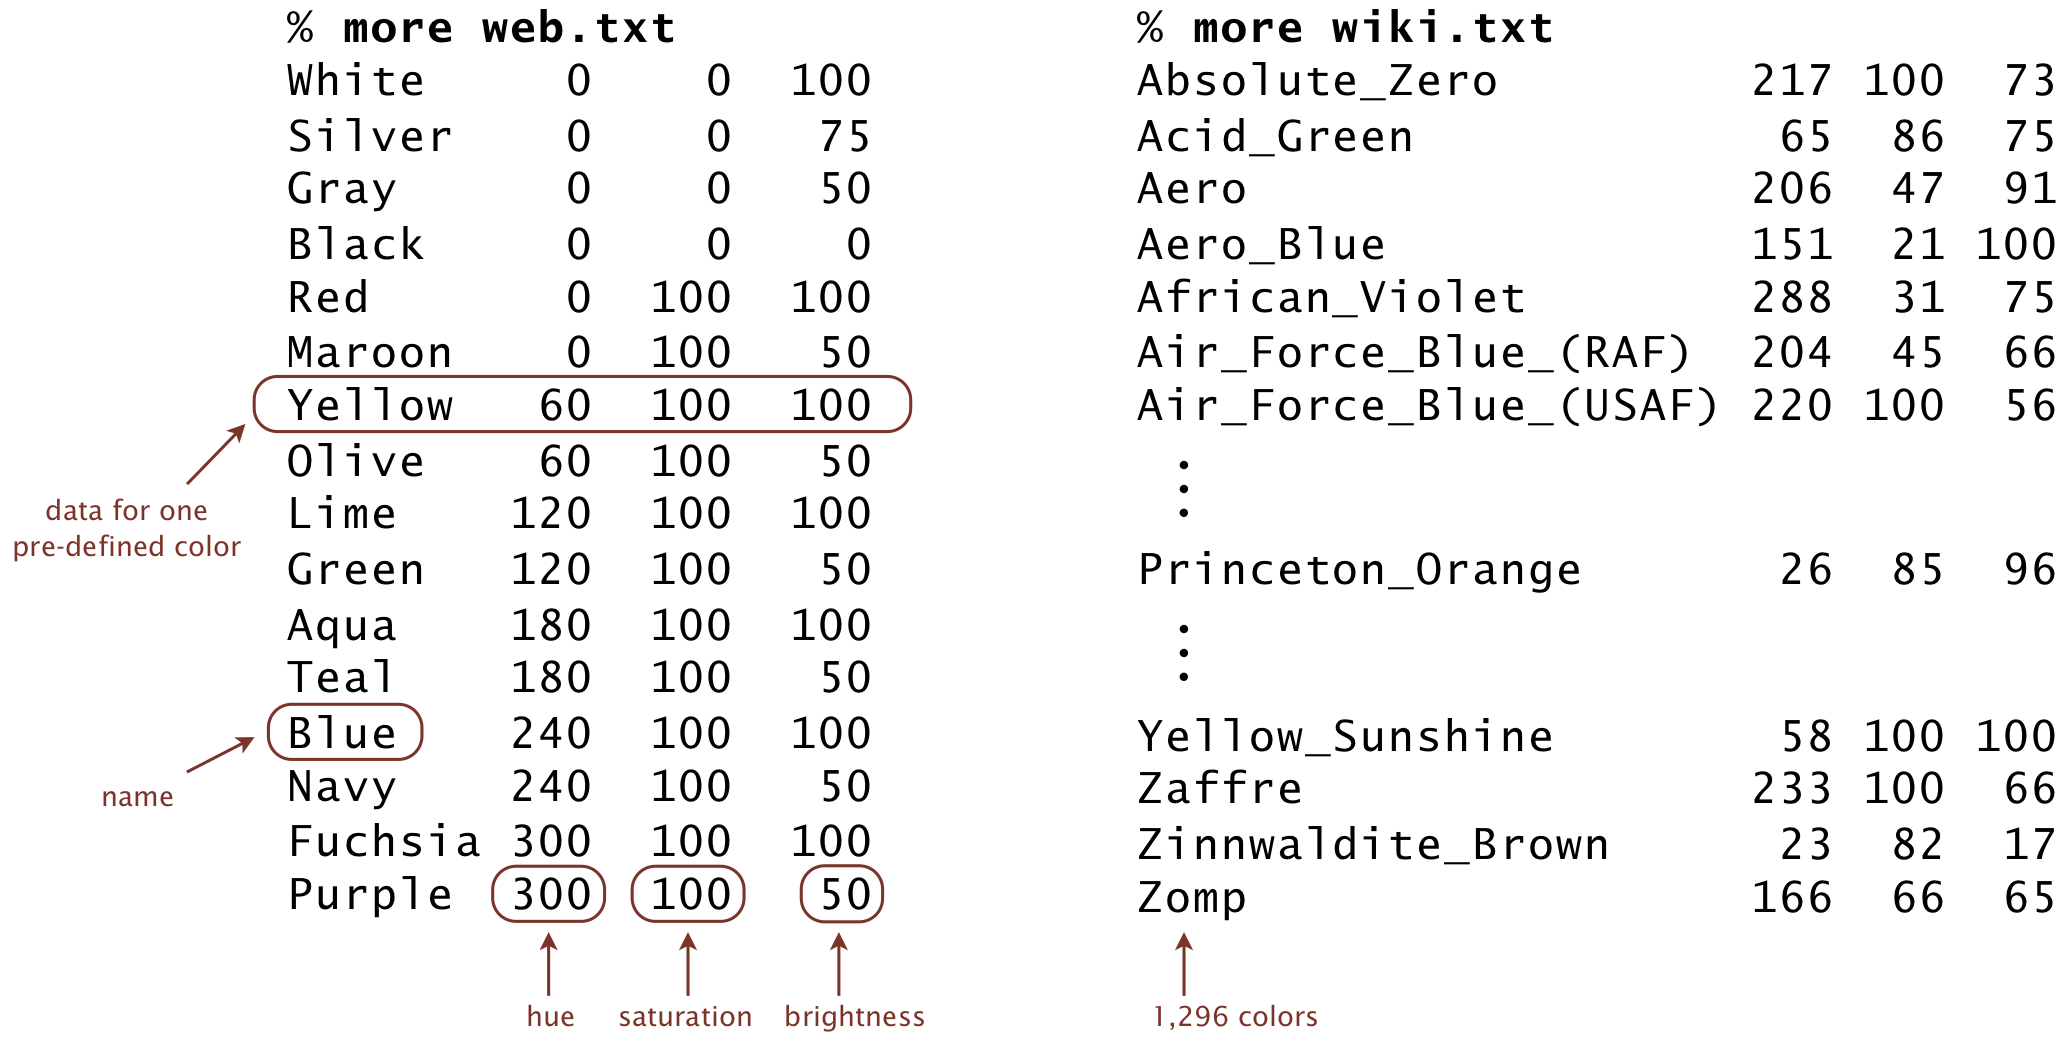 % more web.txt
White 0 0 100
Silver 0 0 75
Gray 0 0 50
Black 0 0 0
Red 0 100 100
Maroon 0 100 50
Yellow 60 100 100
Olive 60 100 50
Lime 120 100 100
Green 120 100 50
Aqua 180 100 100
Teal 180 100 50
Blue 240 100 100
Navy 240 100 50
Fuchsia 300 100 100
Purple 300 100 50
data for one
pre-defined color
name
hue
saturation
brightness
% more wiki.txt
Absolute_Zero 217 100 73
Acid_Green 65 86 75
Aero 206 47 91
Aero_Blue 151 21 100
African_Violet 288 31 75
Air_Force_Blue_(RAF) 204 45 66
Air_Force_Blue_(USAF) 220 100 56
Princeton_Orange 26 85 96
Yellow_Sunshine 58 100 100
Zaffre 233 100 66
Zinnwaldite_Brown 23 82 17
Zomp 166 66 65
1,296 colors